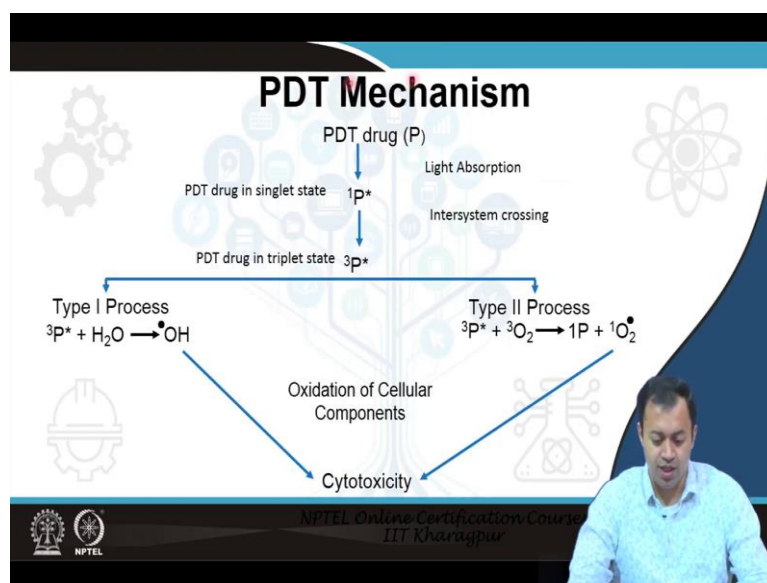 PDT Mechanism
PDT drug (P)
Light Absorption
PDT drug in singlet state ¹P*
Intersystem crossing
PDT drug in triplet state ³P*
Type I Process
³P* + H₂O → •OH
Type II Process
³P* + ³O₂ → 1P + ¹O₂•
Oxidation of Cellular
Components
Cytotoxicity
NPTEL
NPTEL Online Certification Course
IIT Kharagpur